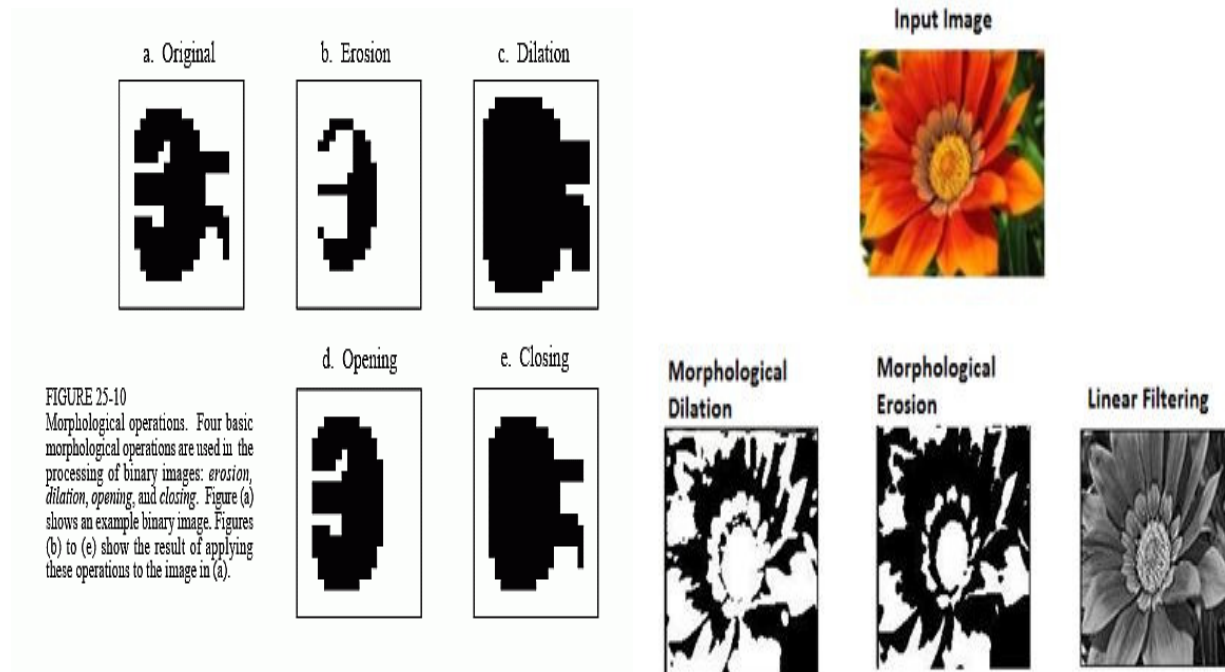 a. Original
b. Erosion
c. Dilation
d. Opening
e. Closing
FIGURE 25-10
Morphological operations. Four basic
morphological operations are used in the
processing of binary images: erosion,
dilation, opening, and closing. Figure (a)
shows an example binary image. Figures
(b) to (e) show the result of applying
these operations to the image in (a).
Input Image
Morphological
Dilation
Morphological
Erosion
Linear Filtering